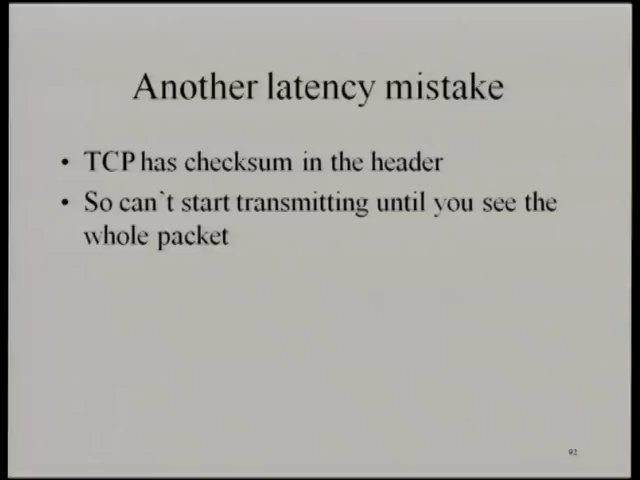 Another latency mistake
• TCP has checksum in the header
• So can`t start transmitting until you see the
whole packet
92